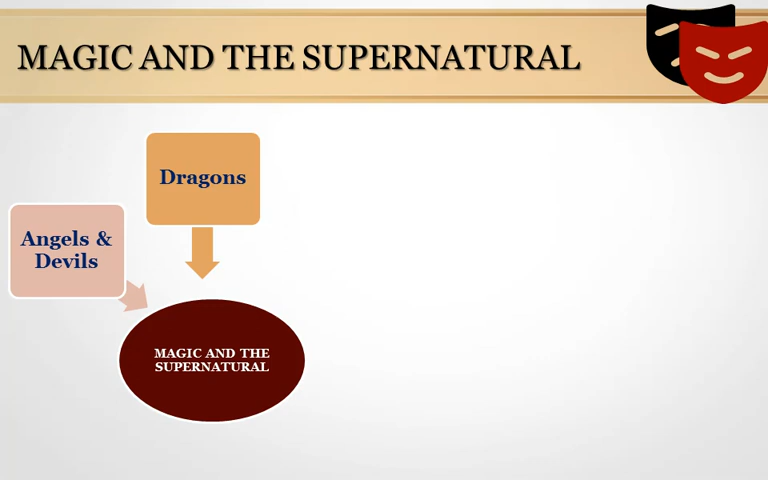 MAGIC AND THE SUPERNATURAL
Dragons
Angels &
Devils
MAGIC AND THE
SUPERNATURAL